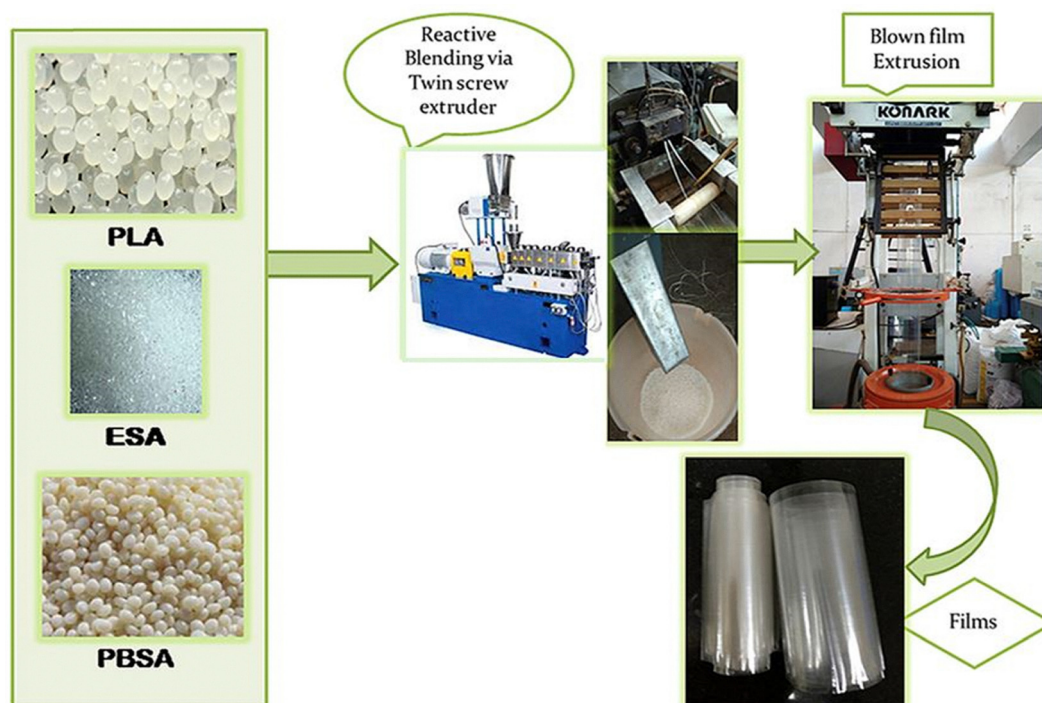 PLA
ESA
PBSA
Reactive
Blending via
Twin screw
extruder
Blown film
Extrusion
KONARK
Films